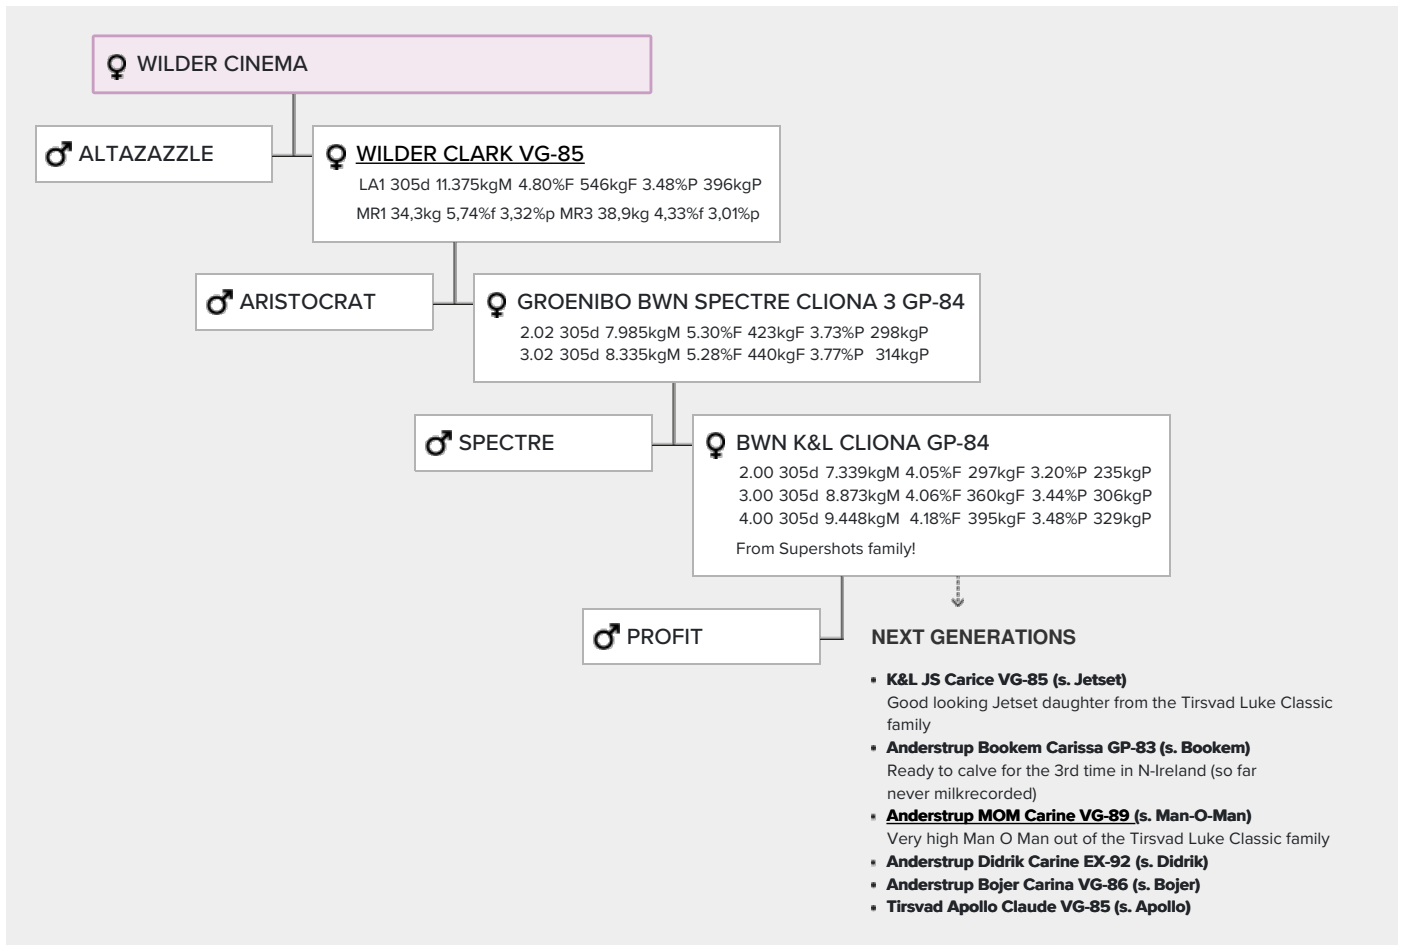 WILDER CINEMA
ALTAZAZZLE
WILDER CLARK VG-85
LA1 305d 11.375kgM 4.80%F 546kgF 3.48%P 396kgP
MR1 34,3kg 5,74%f 3,32%p MR3 38,9kg 4,33%f 3,01%p
ARISTOCRAT
GROENIBO BWN SPECTRE CLIONA 3 GP-84
2.02 305d 7.985kgM 5.30%F 423kgF 3.73%P 298kgP
3.02 305d 8.335kgM 5.28%F 440kgF 3.77%P 314kgP
SPECTRE
BWN K&L CLIONA GP-84
2.00 305d 7.339kgM 4.05%F 297kgF 3.20%P 235kgP
3.00 305d 8.873kgM 4.06%F 360kgF 3.44%P 306kgP
4.00 305d 9.448kgM 4.18%F 395kgF 3.48%P 329kgP
From Supershots family!
PROFIT
NEXT GENERATIONS
K&L JS Carice VG-85 (s. Jetset)
Good looking Jetset daughter from the Tirsvad Luke Classic
family
Anderstrup Bookem Carissa GP-83 (s. Bookem)
Ready to calve for the 3rd time in N-Ireland (so far
never milkrecorded)
Anderstrup MOM Carine VG-89 (s. Man-O-Man)
Very high Man O Man out of the Tirsvad Luke Classic family
Anderstrup Didrik Carine EX-92 (s. Didrik)
Anderstrup Bojer Carina VG-86 (s. Bojer)
Tirsvad Apollo Claude VG-85 (s. Apollo)